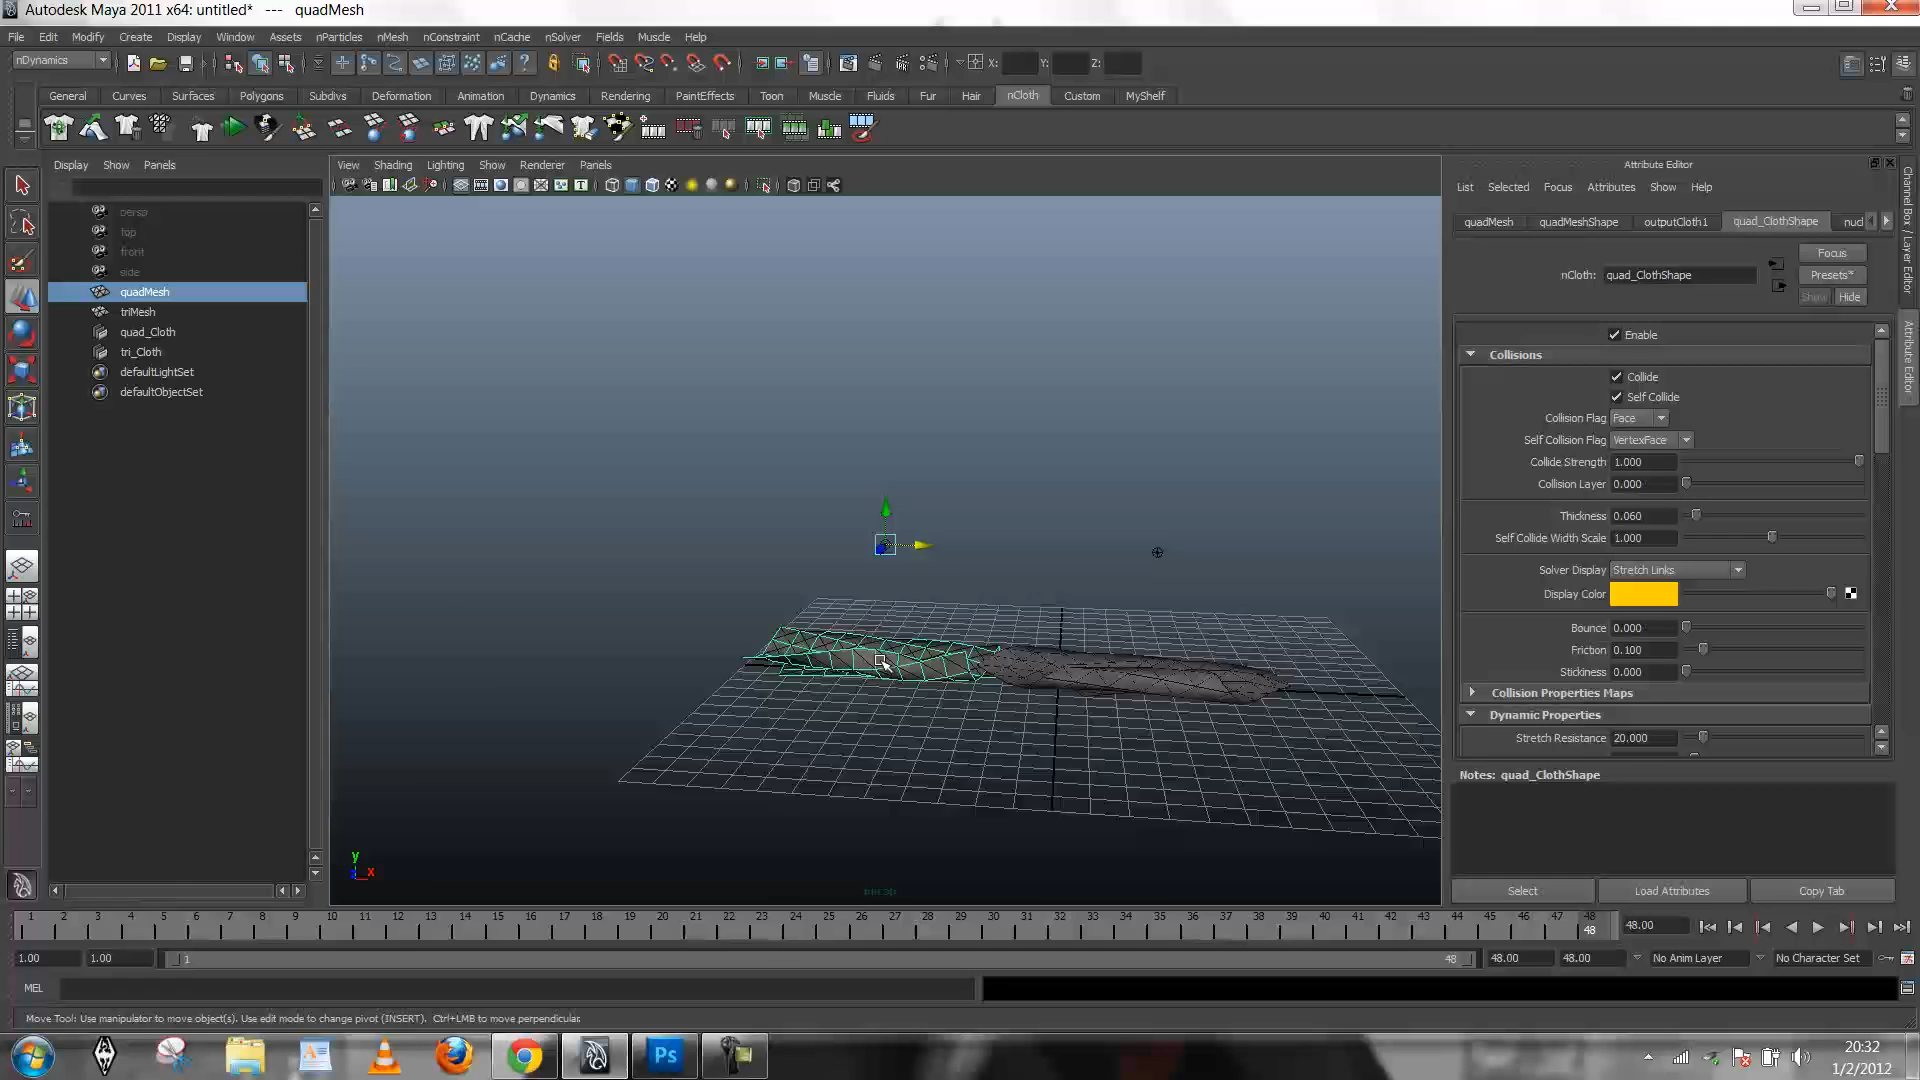 Autodesk Maya 2011 x64: untitled* --- quadMesh
File Edit Modify Create Display Window Assets nParticles nMesh nConstraint nCache nSolver Fields Muscle Help
nDynamics X: Y: Z:
General Curves Surfaces Polygons Subdivs Deformation Animation Dynamics Rendering PaintEffects Toon Muscle Fluids Fur Hair nCloth Custom MyShelf
Display Show Panels
persp
top
front
side
quadMesh
triMesh
quad_Cloth
tri_Cloth
defaultLightSet
defaultObjectSet
View Shading Lighting Show Renderer Panels
y
x
Attribute Editor
List Selected Focus Attributes Show Help
quadMesh quadMeshShape outputCloth1 quad_ClothShape nucl
Focus
nCloth: quad_ClothShape Presets*
Show Hide
Enable
Collisions
Collide
Self Collide
Collision Flag Face
Self Collision Flag VertexFace
Collide Strength 1.000
Collision Layer 0.000
Thickness 0.060
Self Collide Width Scale 1.000
Solver Display Stretch Links
Display Color
Bounce 0.000
Friction 0.100
Stickiness 0.000
Collision Properties Maps
Dynamic Properties
Stretch Resistance 20.000
Notes: quad_ClothShape
Select Load Attributes Copy Tab
Channel Box / Layer Editor
Attribute Editor
1 2 3 4 5 6 7 8 9 10 11 12 13 14 15 16 17 18 19 20 21 22 23 24 25 26 27 28 29 30 31 32 33 34 35 36 37 38 39 40 41 42 43 44 45 46 47 48
48 48.00
1.00 1.00 1 48 48.00 48.00 No Anim Layer No Character Set
MEL
Move Tool: Use manipulator to move object(s). Use edit mode to change pivot (INSERT). Ctrl+LMB to move perpendicular.
Ps
20:32
1/2/2012